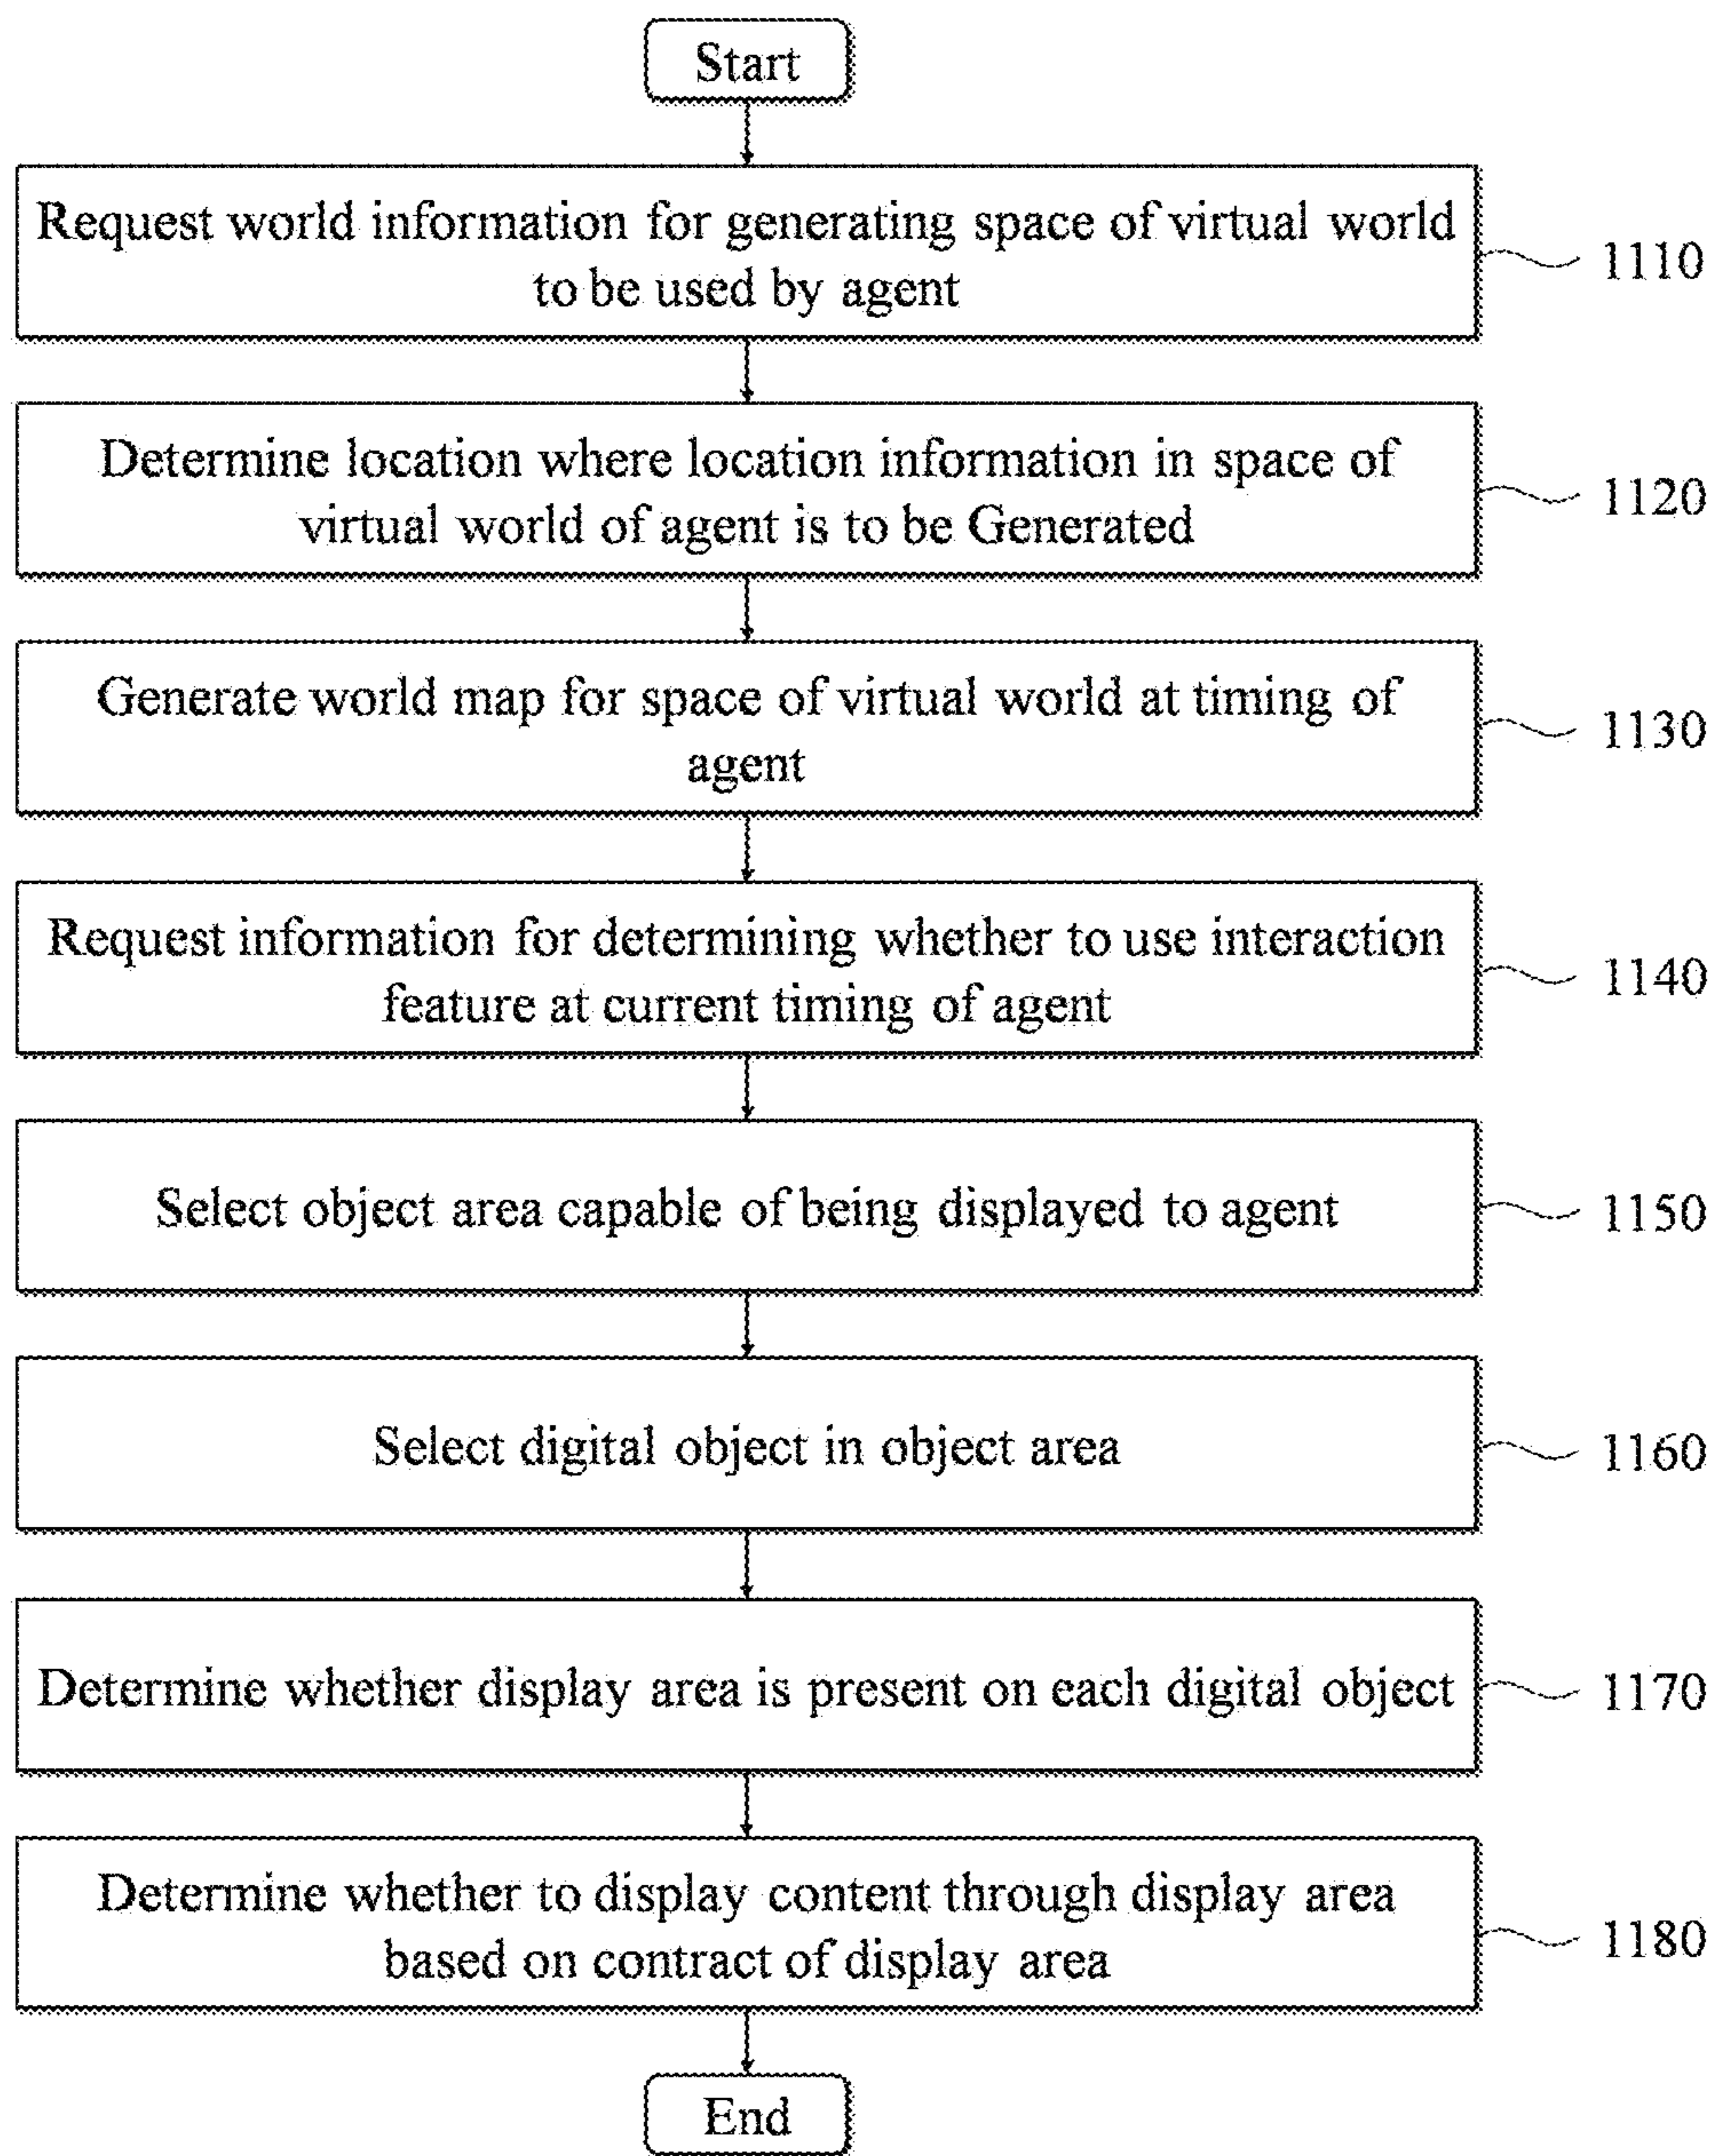 Start
Request world information for generating space of virtual world
to be used by agent
1110
Determine location where location information in space of
virtual world of agent is to be Generated
1120
Generate world map for space of virtual world at timing of
agent
1130
Request information for determining whether to use interaction
feature at current timing of agent
1140
Select object area capable of being displayed to agent
1150
Select digital object in object area
1160
Determine whether display area is present on each digital object
1170
Determine whether to display content through display area
based on contract of display area
1180
End